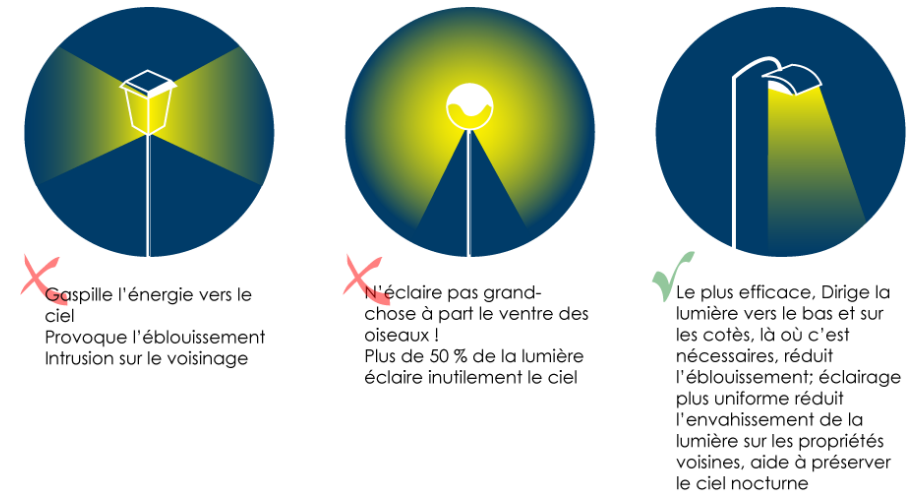 Gaspille l’énergie vers le
ciel
Provoque l’éblouissement
Intrusion sur le voisinage
N’éclaire pas grand-
chose à part le ventre des
oiseaux !
Plus de 50 % de la lumière
éclaire inutilement le ciel
Le plus efficace, Dirige la
lumière vers le bas et sur
les cotès, là où c’est
nécessaires, réduit
l’éblouissement; éclairage
plus uniforme réduit
l’envahissement de la
lumière sur les propriétés
voisines, aide à préserver
le ciel nocturne